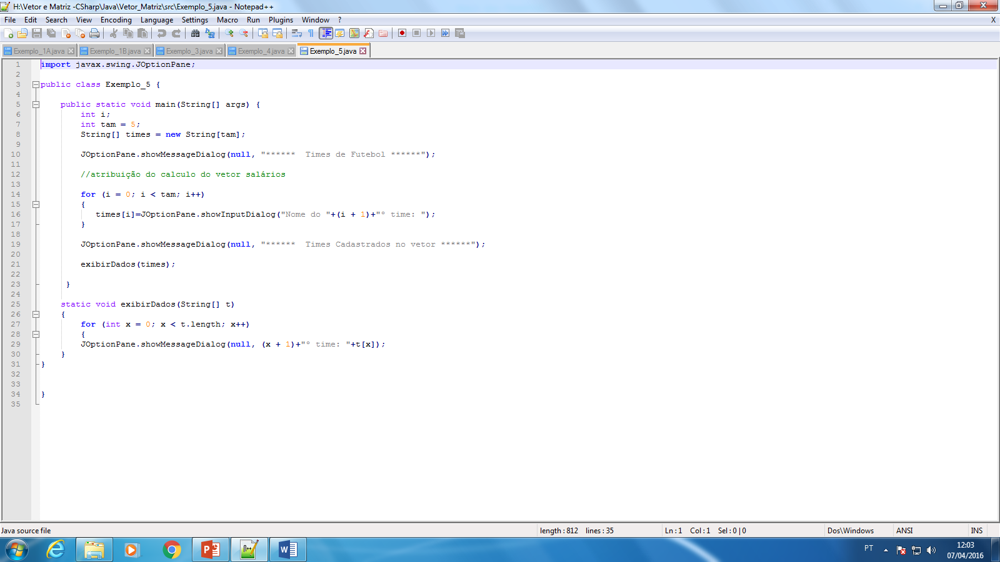 H:\Vetor e Matriz -CSharp\Java\Vetor_Matriz\src\Exemplo_5.java - Notepad++
File Edit Search View Encoding Language Settings Macro Run Plugins Window ? X
Exemplo_1A.java Exemplo_1B.java Exemplo_3.java Exemplo_4.java Exemplo_5.java
1 import javax.swing.JOptionPane;
2
3 public class Exemplo_5 {
4
5 public static void main(String[] args) {
6 int i;
7 int tam = 5;
8 String[] times = new String[tam];
9
10 JOptionPane.showMessageDialog(null, "****** Times de Futebol ******");
11
12 //atribuição do calculo do vetor salários
13
14 for (i = 0; i < tam; i++)
15 {
16 times[i]=JOptionPane.showInputDialog("Nome do "+(i + 1)+"º time: ");
17 }
18
19 JOptionPane.showMessageDialog(null, "****** Times Cadastrados no vetor ******");
20
21 exibirDados(times);
22
23 }
24
25 static void exibirDados(String[] t)
26 {
27 for (int x = 0; x < t.length; x++)
28 {
29 JOptionPane.showMessageDialog(null, (x + 1)+"º time: "+t[x]);
30 }
31 }
32
33
34 }
35
Java source file length : 812 lines : 35 Ln : 1 Col : 1 Sel : 0 | 0 Dos\Windows ANSI INS
PT 12:03
07/04/2016